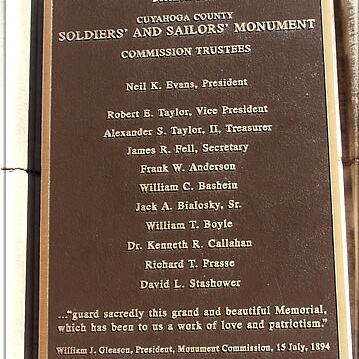 CUYAHOGA COUNTY
SOLDIERS' AND SAILORS' MONUMENT
COMMISSION TRUSTEES
Neil K. Evans, President
Robert E. Taylor, Vice President
Alexander S. Taylor, II, Treasurer
James R. Fell, Secretary
Frank W. Anderson
William C. Bashein
Jack A. Bialosky, Sr.
William T. Boyle
Dr. Kenneth R. Callahan
Richard T. Prasse
David L. Stashower
..."guard sacredly this grand and beautiful Memorial,
which has been to us a work of love and patriotism."
William J. Gleason, President, Monument Commission, 15 July, 1894